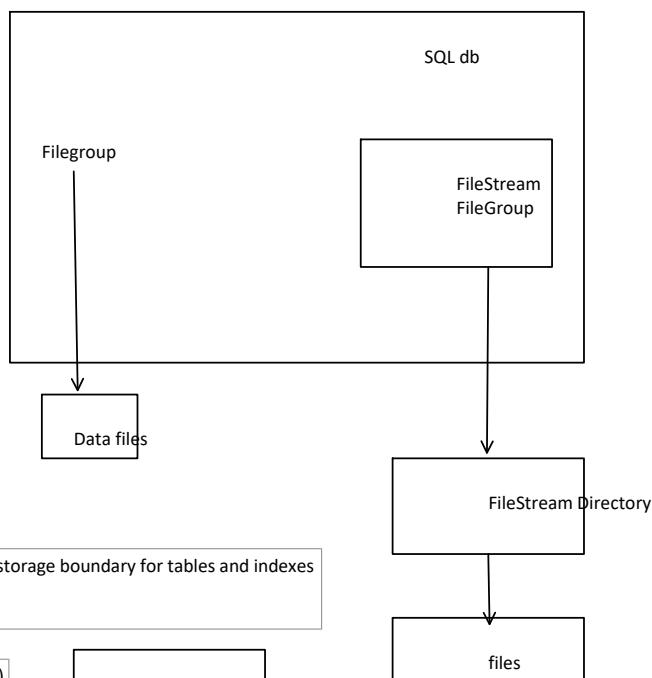 SQL db
Filegroup
FileStream
FileGroup
Data files
FileStream Directory
storage boundary for tables and indexes
files
)